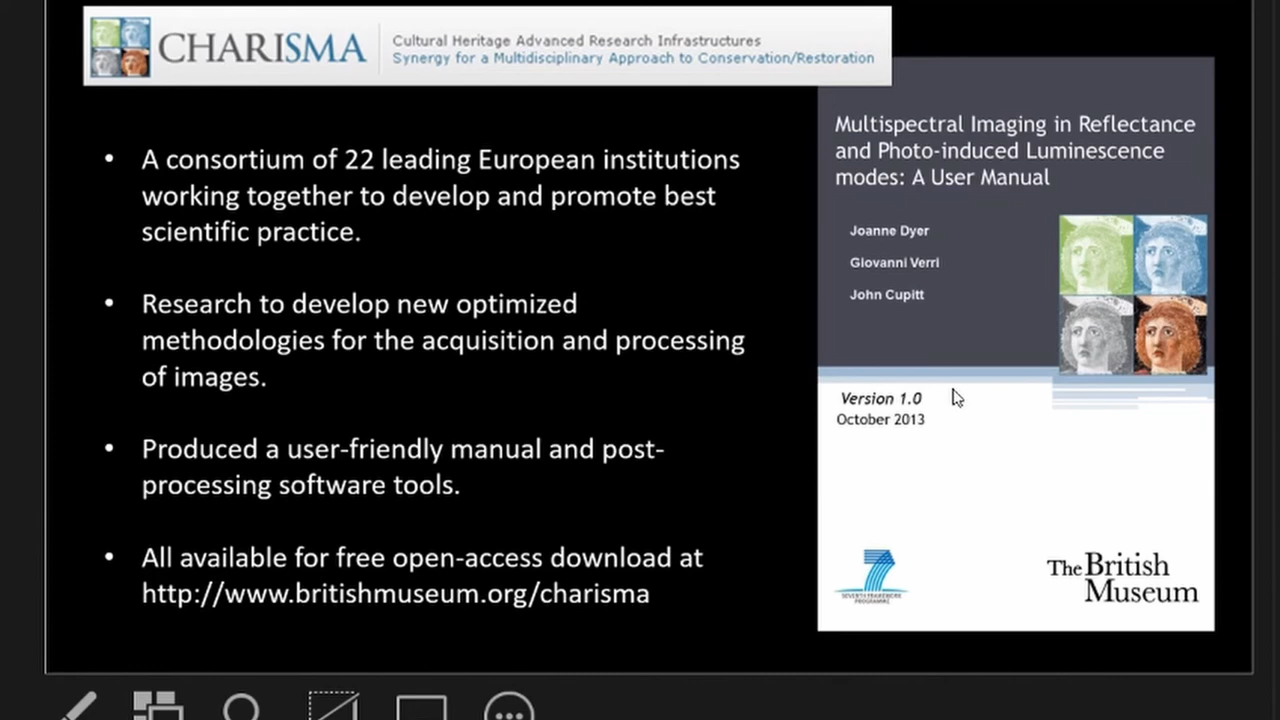 CHARISMA
Cultural Heritage Advanced Research Infrastructures
Synergy for a Multidisciplinary Approach to Conservation/Restoration
• A consortium of 22 leading European institutions
working together to develop and promote best
scientific practice.
• Research to develop new optimized
methodologies for the acquisition and processing
of images.
• Produced a user-friendly manual and post-
processing software tools.
• All available for free open-access download at
http://www.britishmuseum.org/charisma
Multispectral Imaging in Reflectance
and Photo-induced Luminescence
modes: A User Manual
Joanne Dyer
Giovanni Verri
John Cupitt
Version 1.0
October 2013
SEVENTH FRAMEWORK
PROGRAMME
The British
Museum